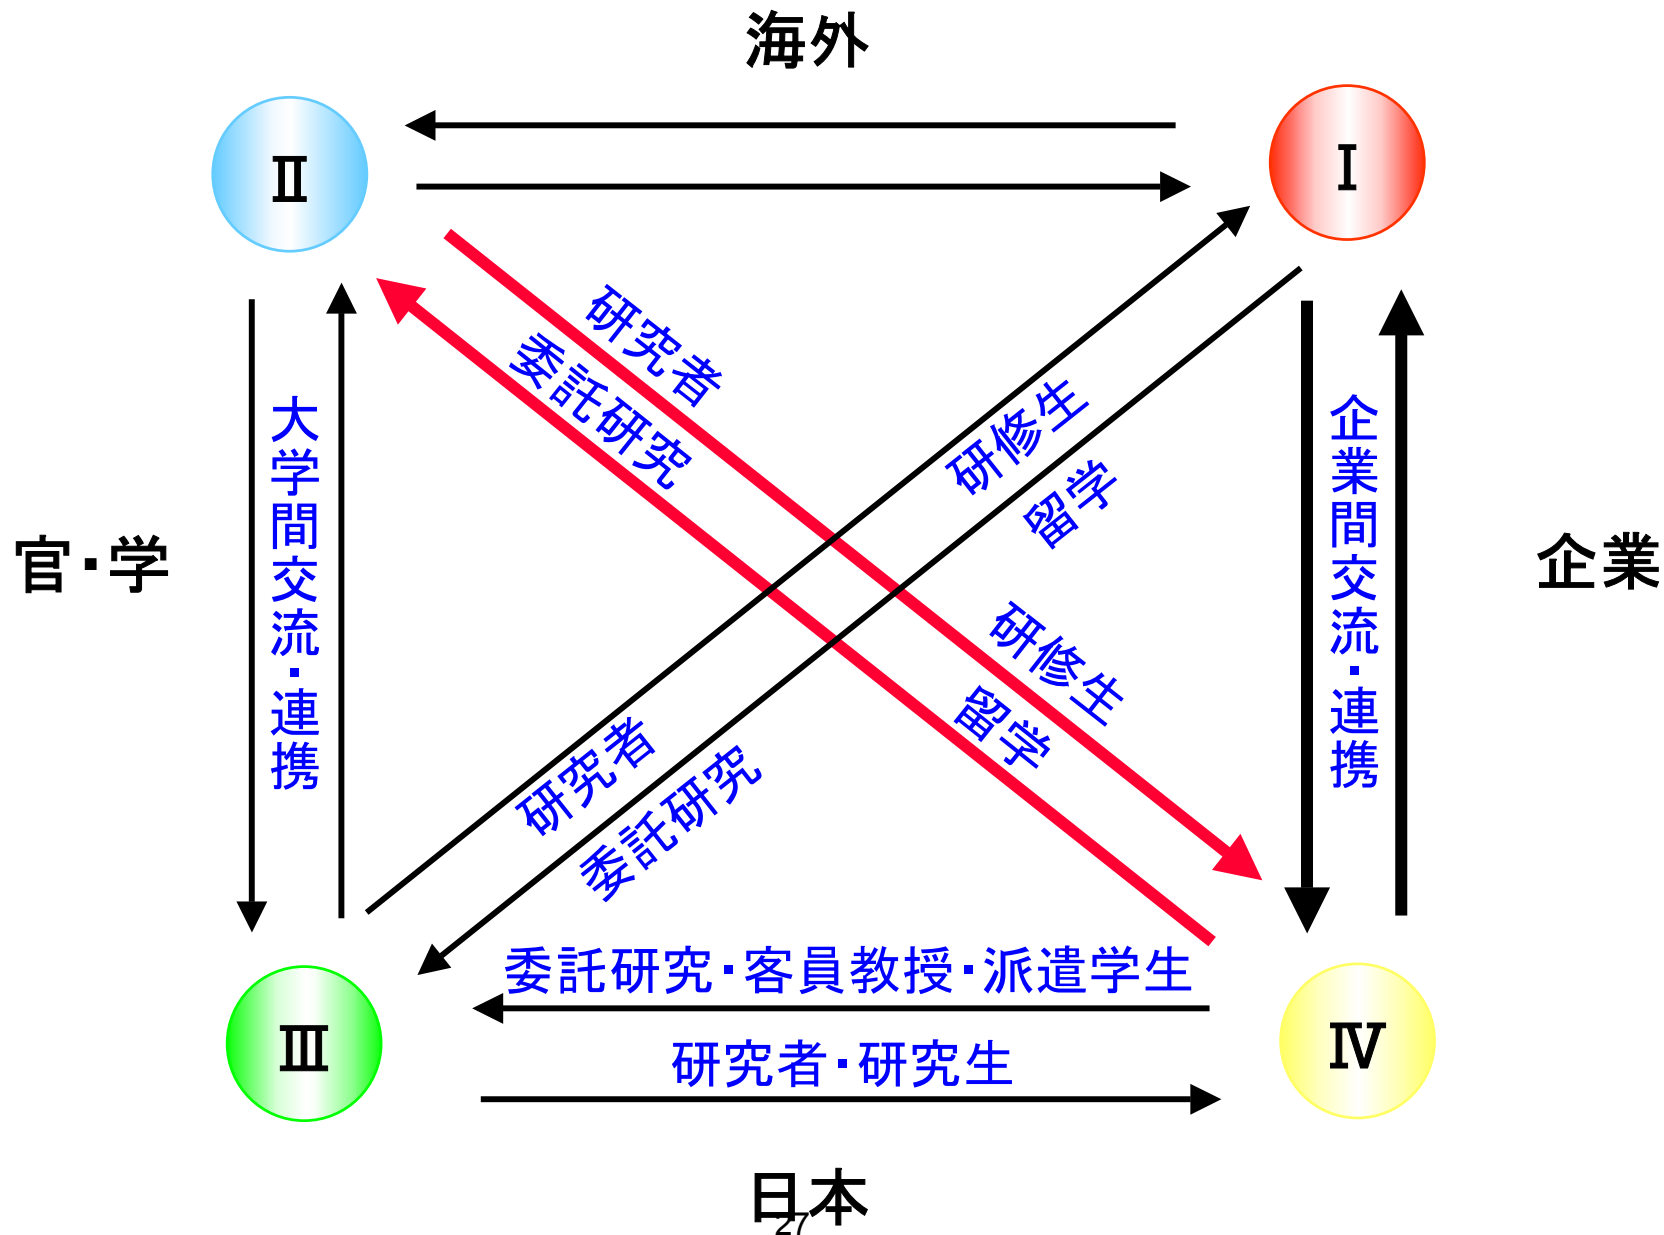 海外
Ⅱ
Ⅰ
研究者
委託研究
研修生
留学
大学間交流・連携
企業間交流・連携
官・学
企業
研修生
留学
研究者
委託研究
委託研究・客員教授・派遣学生
Ⅲ
Ⅳ
研究者・研究生
日本
27